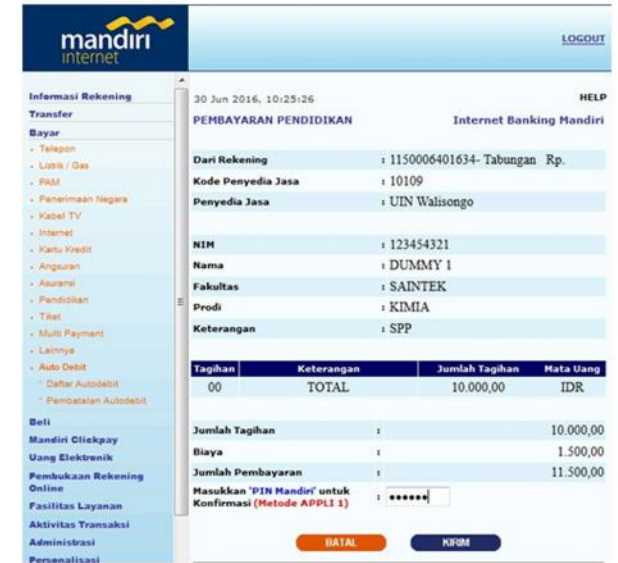 mandiri
internet
LOGOUT
Informasi Rekening
Transfer
Bayar
Telepon
Listrik / Gas
PAM
Penerimaan Negara
Kabel TV
Internet
Kartu Kredit
Angsuran
Asuransi
Pendidikan
Tiket
Multi Payment
Lainnya
Auto Debit
Daftar Autodebit
Pembatalan Autodebit
Beli
Mandiri Clickpay
Uang Elektronik
Pembukaan Rekening
Online
Fasilitas Layanan
Aktivitas Transaksi
Administrasi
Personalisasi
30 Jun 2016, 10:25:26 HELP
PEMBAYARAN PENDIDIKAN Internet Banking Mandiri
Dari Rekening : 1150006401634- Tabungan Rp.
Kode Penyedia Jasa : 10109
Penyedia Jasa : UIN Walisongo
NIM : 123454321
Nama : DUMMY 1
Fakultas : SAINTEK
Prodi : KIMIA
Keterangan : SPP
Tagihan Keterangan Jumlah Tagihan Mata Uang
00 TOTAL 10.000,00 IDR
Jumlah Tagihan : 10.000,00
Biaya : 1.500,00
Jumlah Pembayaran : 11.500,00
Masukkan 'PIN Mandiri' untuk
Konfirmasi (Metode APPLI 1) : ••••••
BATAL KIRIM